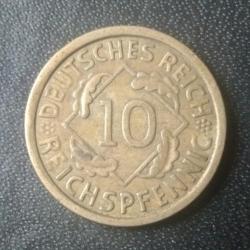 DEUTSCHES REICH
10
REICHSPFENNIG